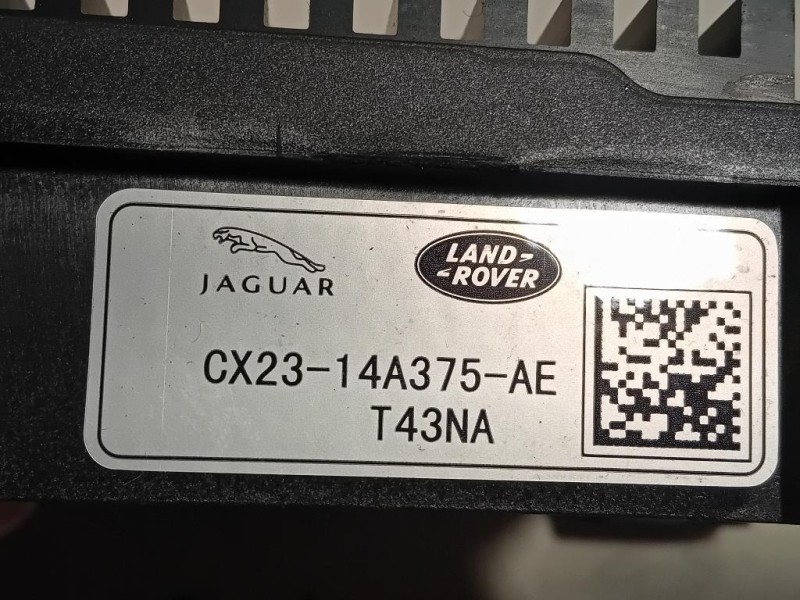 JAGUAR
LAND-
-ROVER
CX23-14A375-AE
T43NA